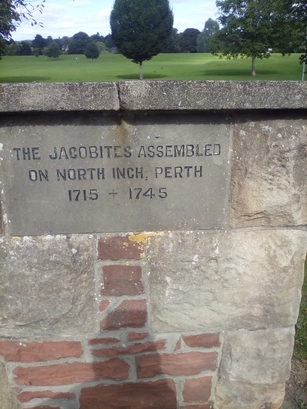 THE JACOBITES ASSEMBLED
ON NORTH INCH, PERTH
1715 - 1745